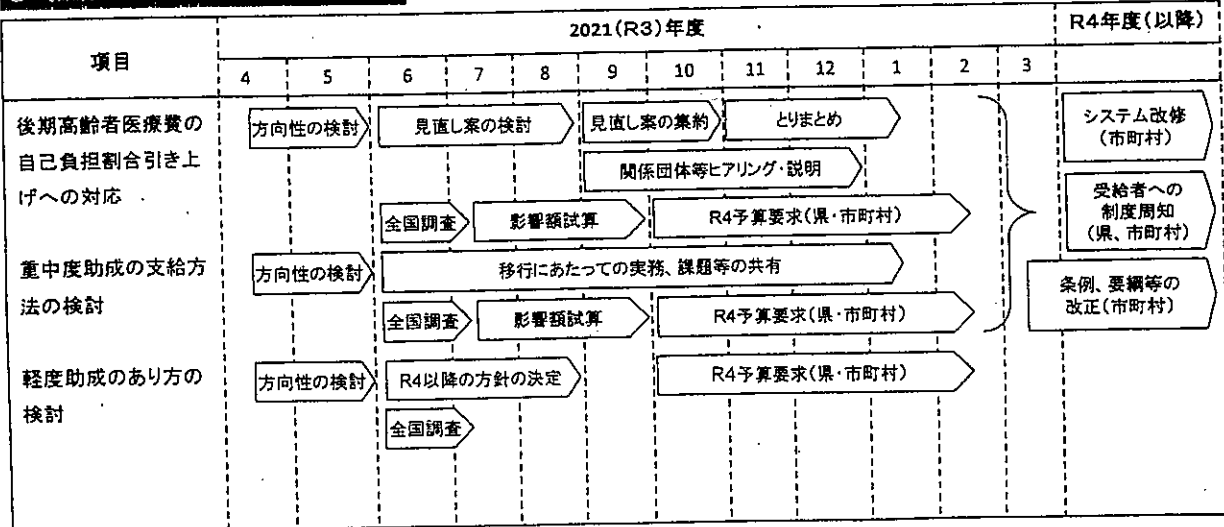 項目
2021(R3)年度
R4年度(以降)
4 5 6 7 8 9 10 11 12 1 2 3
後期高齢者医療費の
自己負担割合引き上
げへの対応
方向性の検討
見直し案の検討
見直し案の集約
とりまとめ
関係団体等ヒアリング・説明
全国調査
影響額試算
R4予算要求(県・市町村)
重中度助成の支給方
法の検討
方向性の検討
移行にあたっての実務、課題等の共有
全国調査
影響額試算
R4予算要求(県・市町村)
軽度助成のあり方の
検討
方向性の検討
R4以降の方針の決定
R4予算要求(県・市町村)
全国調査
システム改修
(市町村)
受給者への
制度周知
(県、市町村)
条例、要綱等の
改正(市町村)